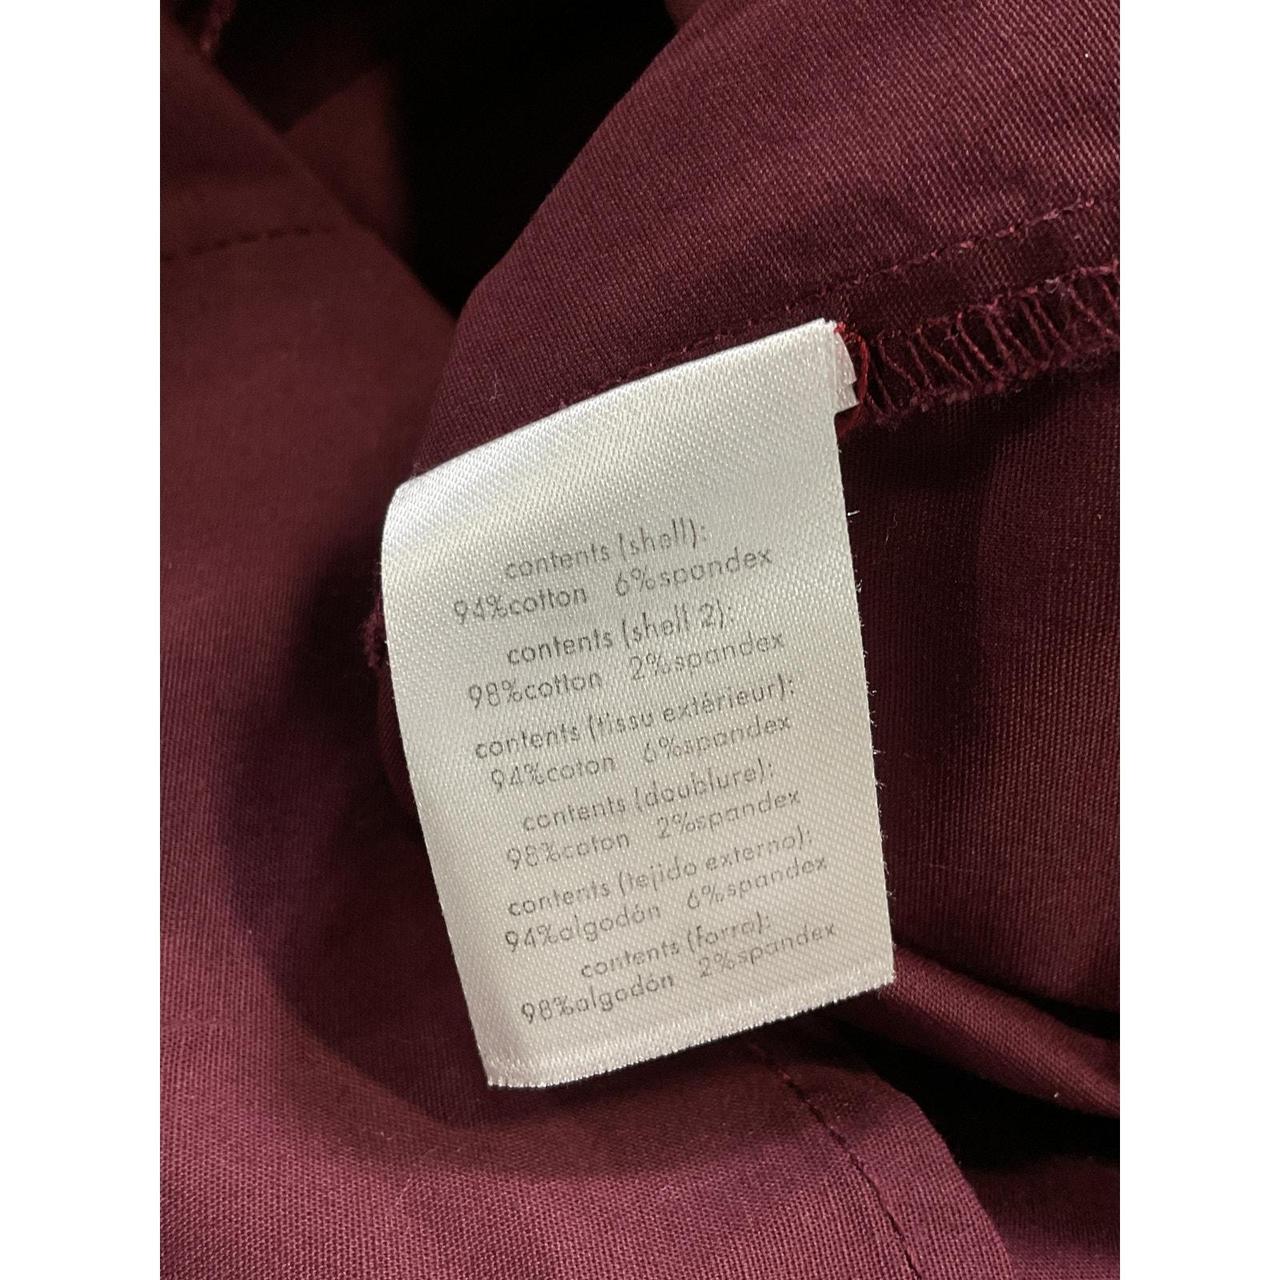 contents (shell):
94%cotton 6%spandex
contents (shell 2):
98%cotton 2%spandex
contents (tissu extérieur):
94%coton 6%spandex
contents (doublure):
98%coton 2%spandex
contents (tejido externo):
94%algodón 6%spandex
contents (forro):
98%algodón 2%spandex